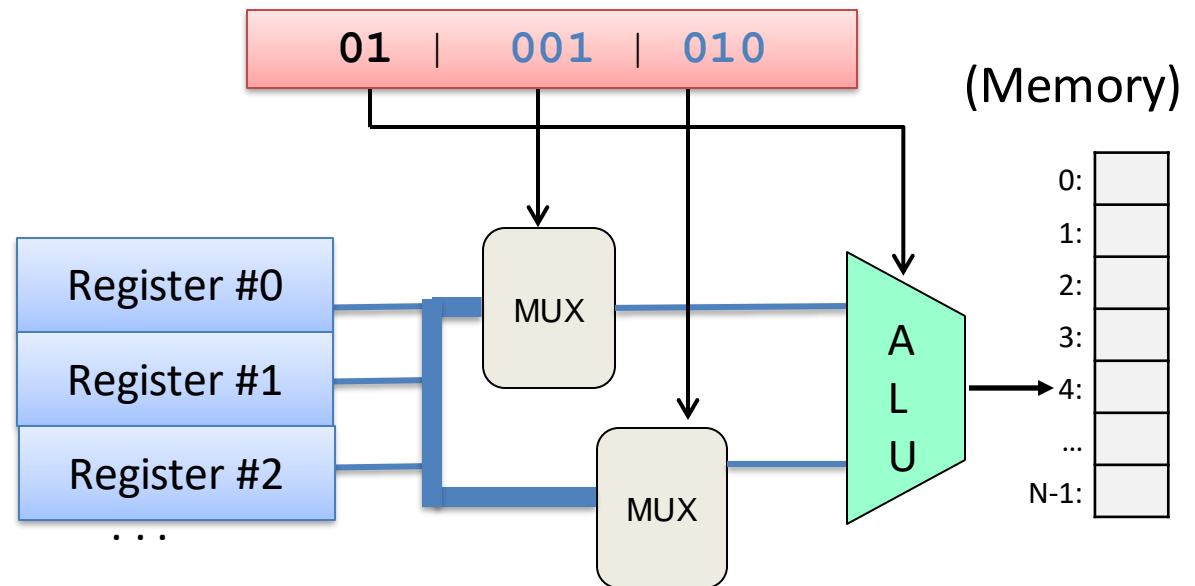 01 | 001 | 010
(Memory)
0:
1:
2:
3:
4:
...
N-1:
Register #0
Register #1
Register #2
. . .
MUX
MUX
A
L
U